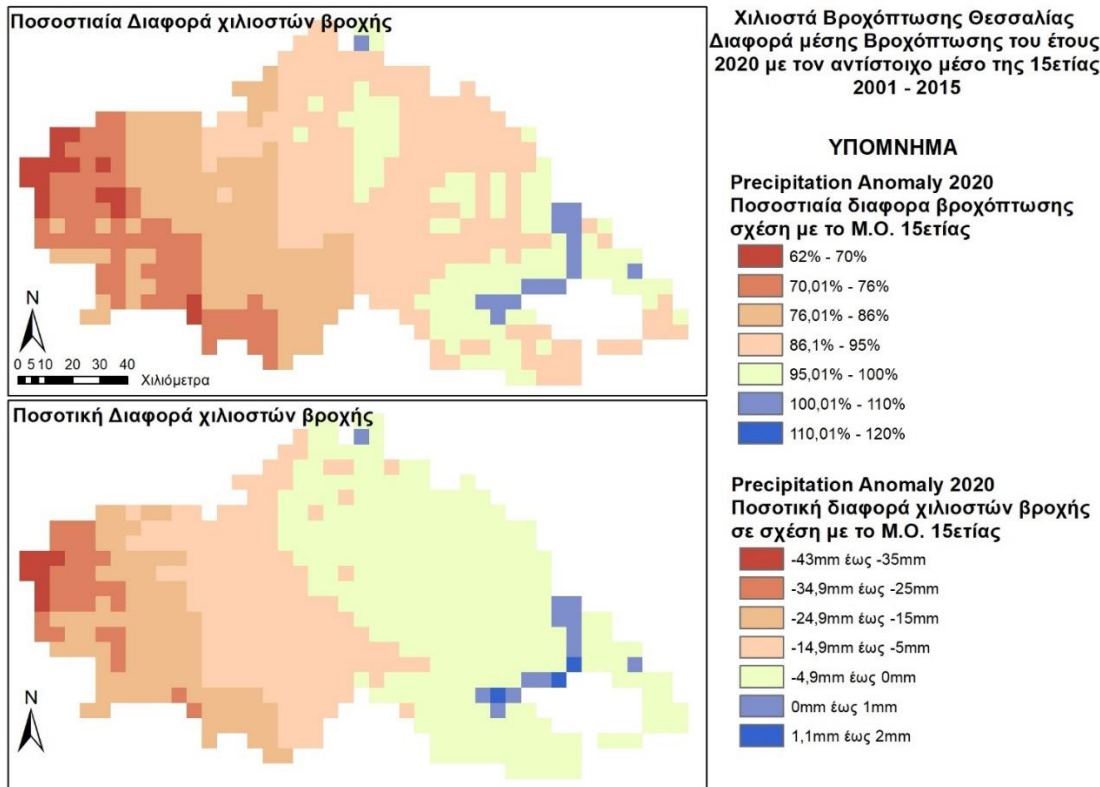 Ποσοστιαία Διαφορά χιλιοστών βροχής
N
0 5 10 20 30 40
Χιλιόμετρα
Ποσοτική Διαφορά χιλιοστών βροχής
N
Χιλιοστά Βροχόπτωσης Θεσσαλίας
Διαφορά μέσης Βροχόπτωσης του έτους
2020 με τον αντίστοιχο μέσο της 15ετίας
2001 - 2015
ΥΠΟΜΝΗΜΑ
Precipitation Anomaly 2020
Ποσοστιαία διαφορα βροχόπτωσης
σχέση με το Μ.Ο. 15ετίας
62% - 70%
70,01% - 76%
76,01% - 86%
86,1% - 95%
95,01% - 100%
100,01% - 110%
110,01% - 120%
Precipitation Anomaly 2020
Ποσοτική διαφορά χιλιοστών βροχής
σε σχέση με το Μ.Ο. 15ετίας
-43mm έως -35mm
-34,9mm έως -25mm
-24,9mm έως -15mm
-14,9mm έως -5mm
-4,9mm έως 0mm
0mm έως 1mm
1,1mm έως 2mm